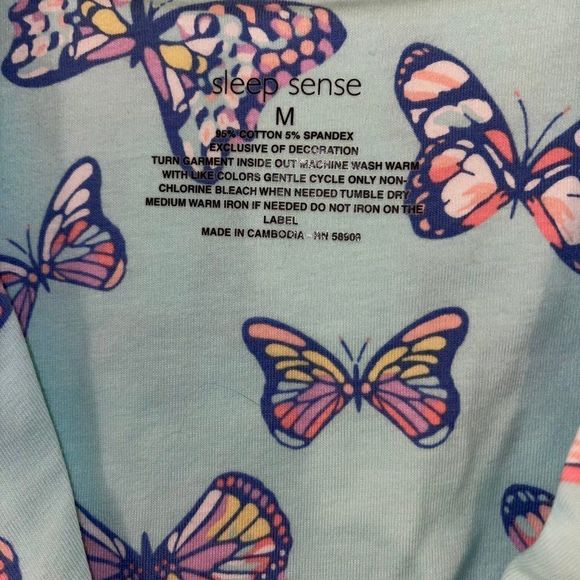 sleep sense
M
95% COTTON 5% SPANDEX
EXCLUSIVE OF DECORATION
TURN GARMENT INSIDE OUT MACHINE WASH WARM
WITH LIKE COLORS GENTLE CYCLE ONLY NON-
CHLORINE BLEACH WHEN NEEDED TUMBLE DRY
MEDIUM WARM IRON IF NEEDED DO NOT IRON ON THE
LABEL
MADE IN CAMBODIA - RN 58908